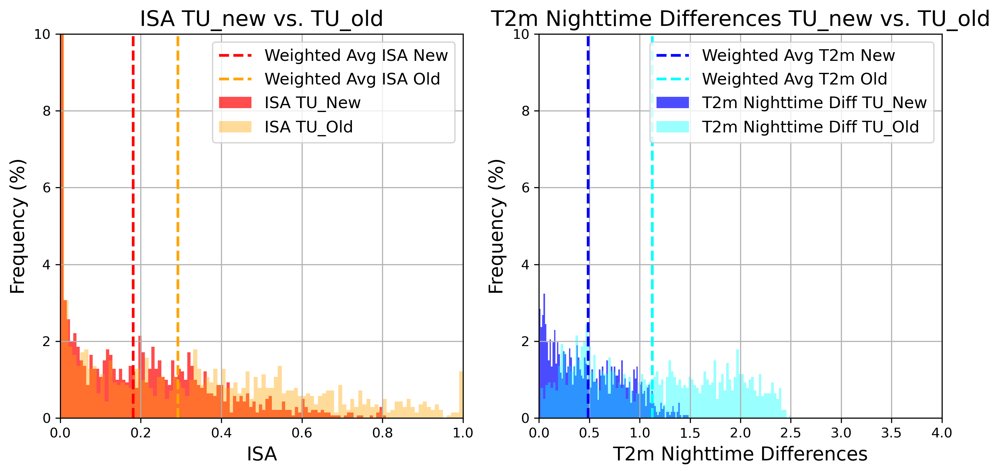 ISA TU_new vs. TU_old
10
8
6
4
2
0
Frequency (%)
Weighted Avg ISA New
Weighted Avg ISA Old
ISA TU_New
ISA TU_Old
0.0 0.2 0.4 0.6 0.8 1.0
ISA
T2m Nighttime Differences TU_new vs. TU_old
10
8
6
4
2
0
Frequency (%)
Weighted Avg T2m New
Weighted Avg T2m Old
T2m Nighttime Diff TU_New
T2m Nighttime Diff TU_Old
0.0 0.5 1.0 1.5 2.0 2.5 3.0 3.5 4.0
T2m Nighttime Differences